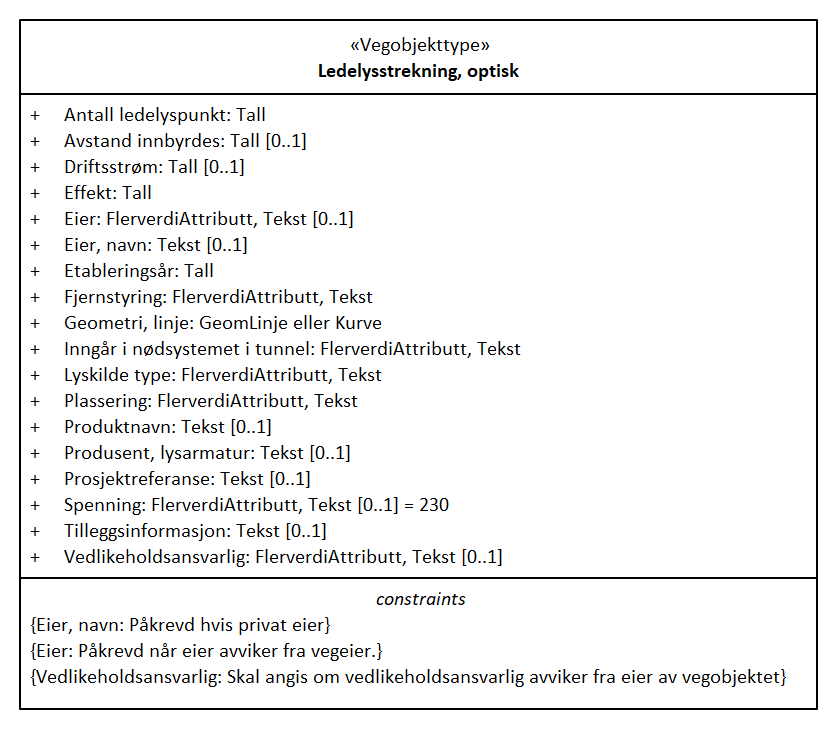 «Vegobjekttype»
Ledelysstrekning, optisk
+ Antall ledelyspunkt: Tall
+ Avstand innbyrdes: Tall [0..1]
+ Driftsstrøm: Tall [0..1]
+ Effekt: Tall
+ Eier: FlerverdiAttributt, Tekst [0..1]
+ Eier, navn: Tekst [0..1]
+ Etableringsår: Tall
+ Fjernstyring: FlerverdiAttributt, Tekst
+ Geometri, linje: GeomLinje eller Kurve
+ Inngår i nødsystemet i tunnel: FlerverdiAttributt, Tekst
+ Lyskilde type: FlerverdiAttributt, Tekst
+ Plassering: FlerverdiAttributt, Tekst
+ Produktnavn: Tekst [0..1]
+ Produsent, lysarmatur: Tekst [0..1]
+ Prosjektreferanse: Tekst [0..1]
+ Spenning: FlerverdiAttributt, Tekst [0..1] = 230
+ Tilleggsinformasjon: Tekst [0..1]
+ Vedlikeholdsansvarlig: FlerverdiAttributt, Tekst [0..1]
constraints
{Eier, navn: Påkrevd hvis privat eier}
{Eier: Påkrevd når eier avviker fra vegeier.}
{Vedlikeholdsansvarlig: Skal angis om vedlikeholdsansvarlig avviker fra eier av vegobjektet}